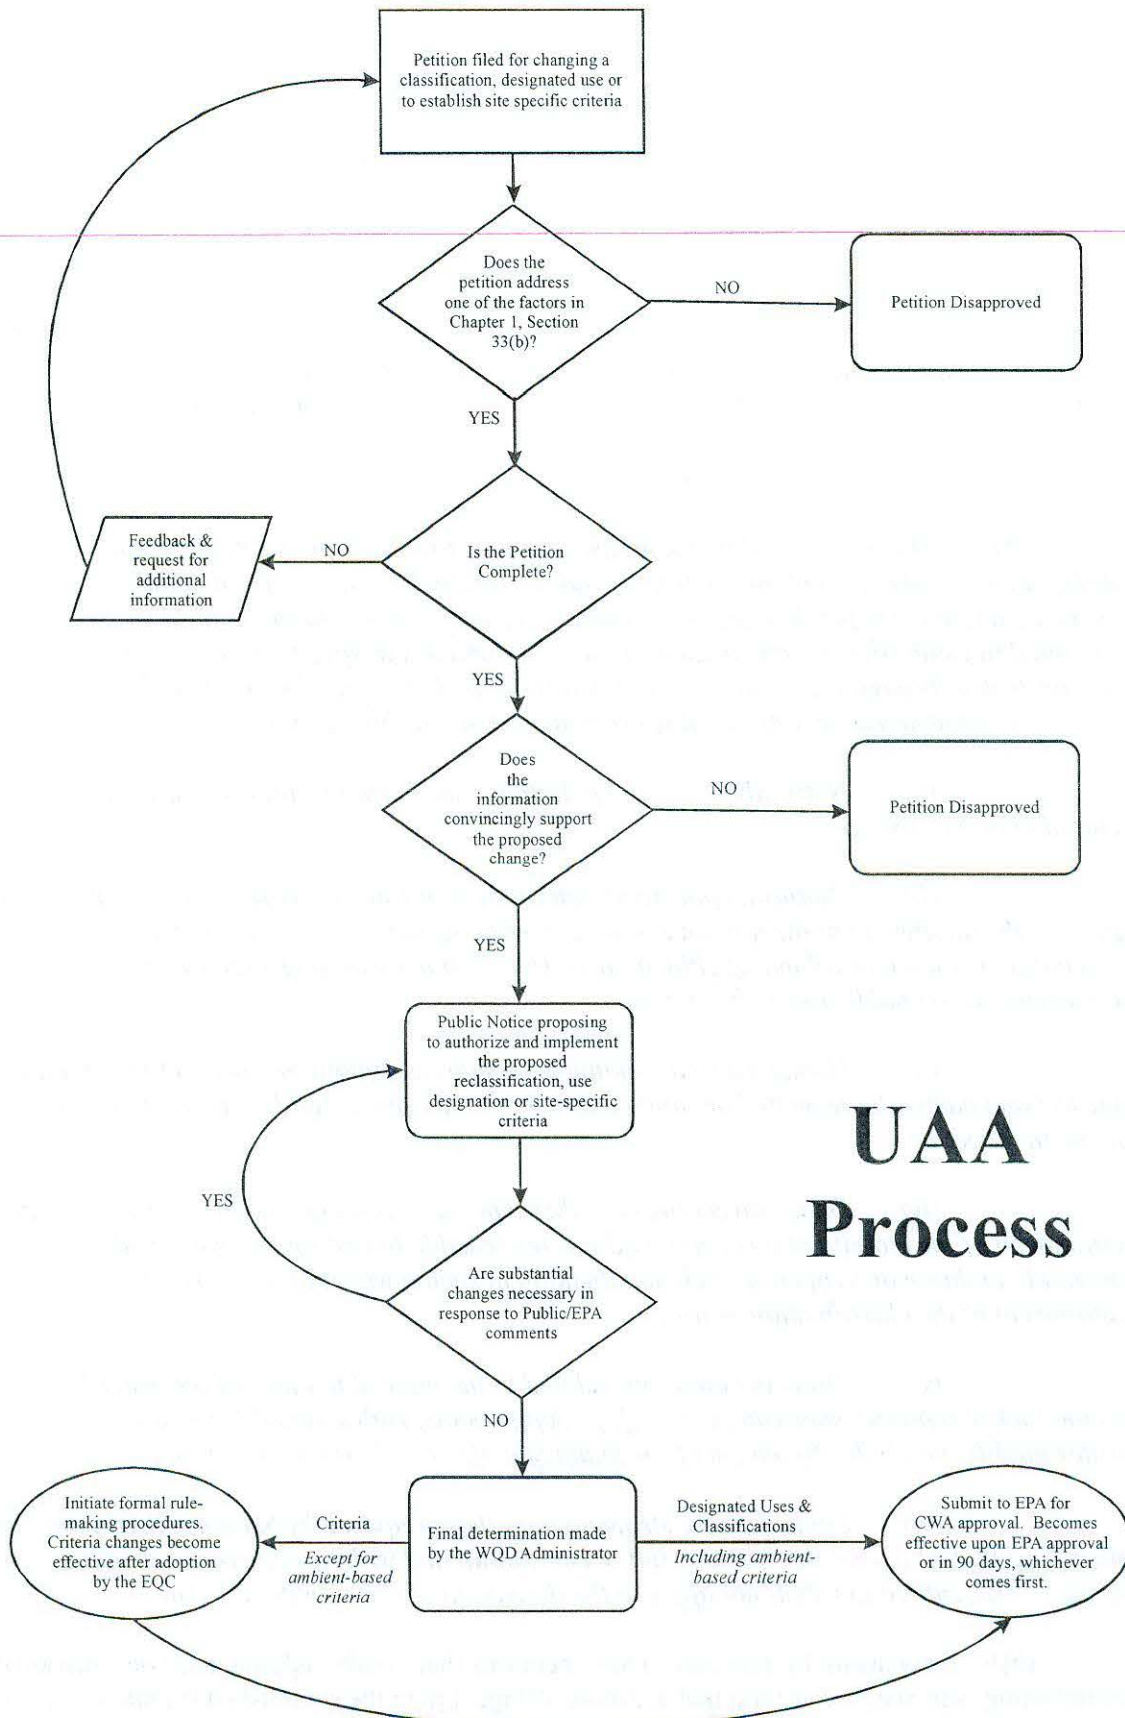 Petition filed for changing a
classification, designated use or
to establish site specific criteria
Does the
petition address
one of the factors in
Chapter 1, Section
33(b)?
NO
Petition Disapproved
YES
Is the Petition
Complete?
NO
Feedback &
request for
additional
information
YES
Does
the
information
convincingly support
the proposed
change?
NO
Petition Disapproved
YES
Public Notice proposing
to authorize and implement
the proposed
reclassification, use
designation or site-specific
criteria
UAA
Process
YES
Are substantial
changes necessary in
response to Public/EPA
comments
NO
Initiate formal rule-
making procedures.
Criteria changes become
effective after adoption
by the EQC
Criteria
Except for
ambient-based
criteria
Final determination made
by the WQD Administrator
Designated Uses &
Classifications
Including ambient-
based criteria
Submit to EPA for
CWA approval. Becomes
effective upon EPA approval
or in 90 days, whichever
comes first.